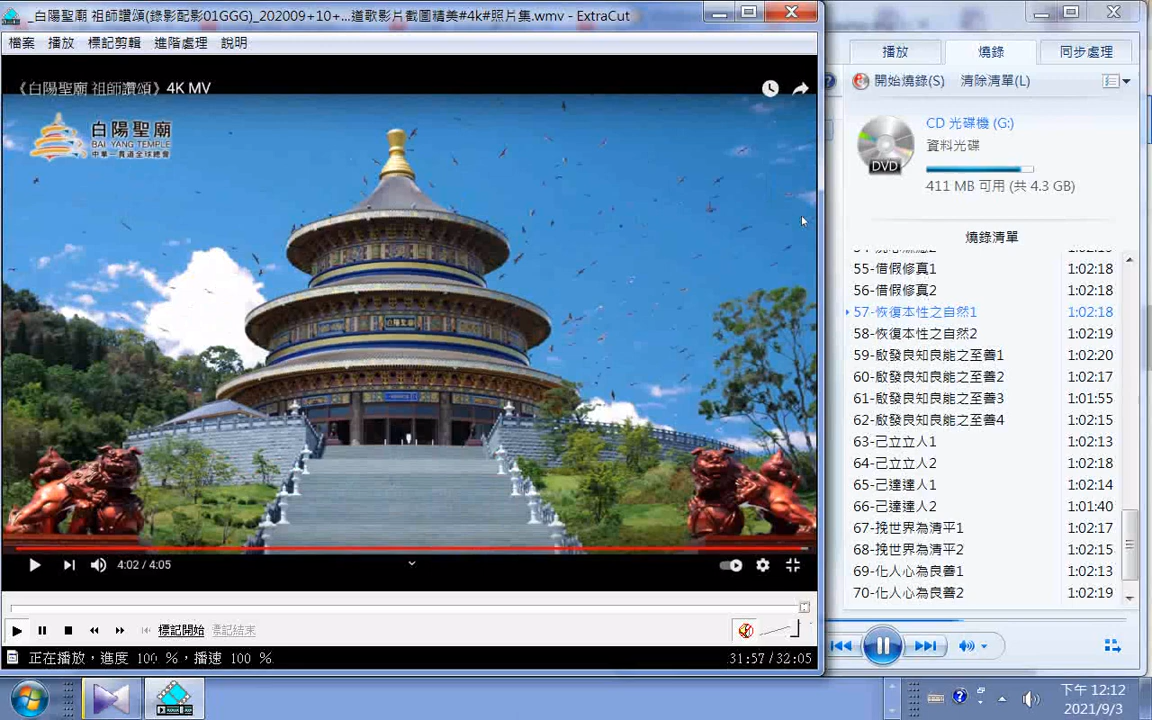 _白陽聖廟 祖師讚頌(錄影配影01GGG)_202009+10+...道歌影片截圖精美#4k#照片集.wmv - ExtraCut
檔案 播放 標記剪輯 進階處理 說明
《白陽聖廟 祖師讚頌》4K MV
白陽聖廟
BAI YANG TEMPLE
中華一貫道全球總會
白陽聖廟
4:02 / 4:05
標記開始 標記結束
正在播放，進度 100 %，播速 100 %.
31:57 / 32:05
播放 燒錄 同步處理
開始燒錄(S) 清除清單(L)
CD 光碟機 (G:)
資料光碟
DVD
411 MB 可用 (共 4.3 GB)
燒錄清單
55-借假修真1 1:02:18
56-借假修真2 1:02:18
57-恢復本性之自然1 1:02:18
58-恢復本性之自然2 1:02:19
59-啟發良知良能之至善1 1:02:20
60-啟發良知良能之至善2 1:02:17
61-啟發良知良能之至善3 1:01:55
62-啟發良知良能之至善4 1:02:15
63-己立立人1 1:02:13
64-己立立人2 1:02:18
65-己達達人1 1:02:14
66-己達達人2 1:01:40
67-挽世界為清平1 1:02:17
68-挽世界為清平2 1:02:15
69-化人心為良善1 1:02:13
70-化人心為良善2 1:02:19
下午 12:12
2021/9/3